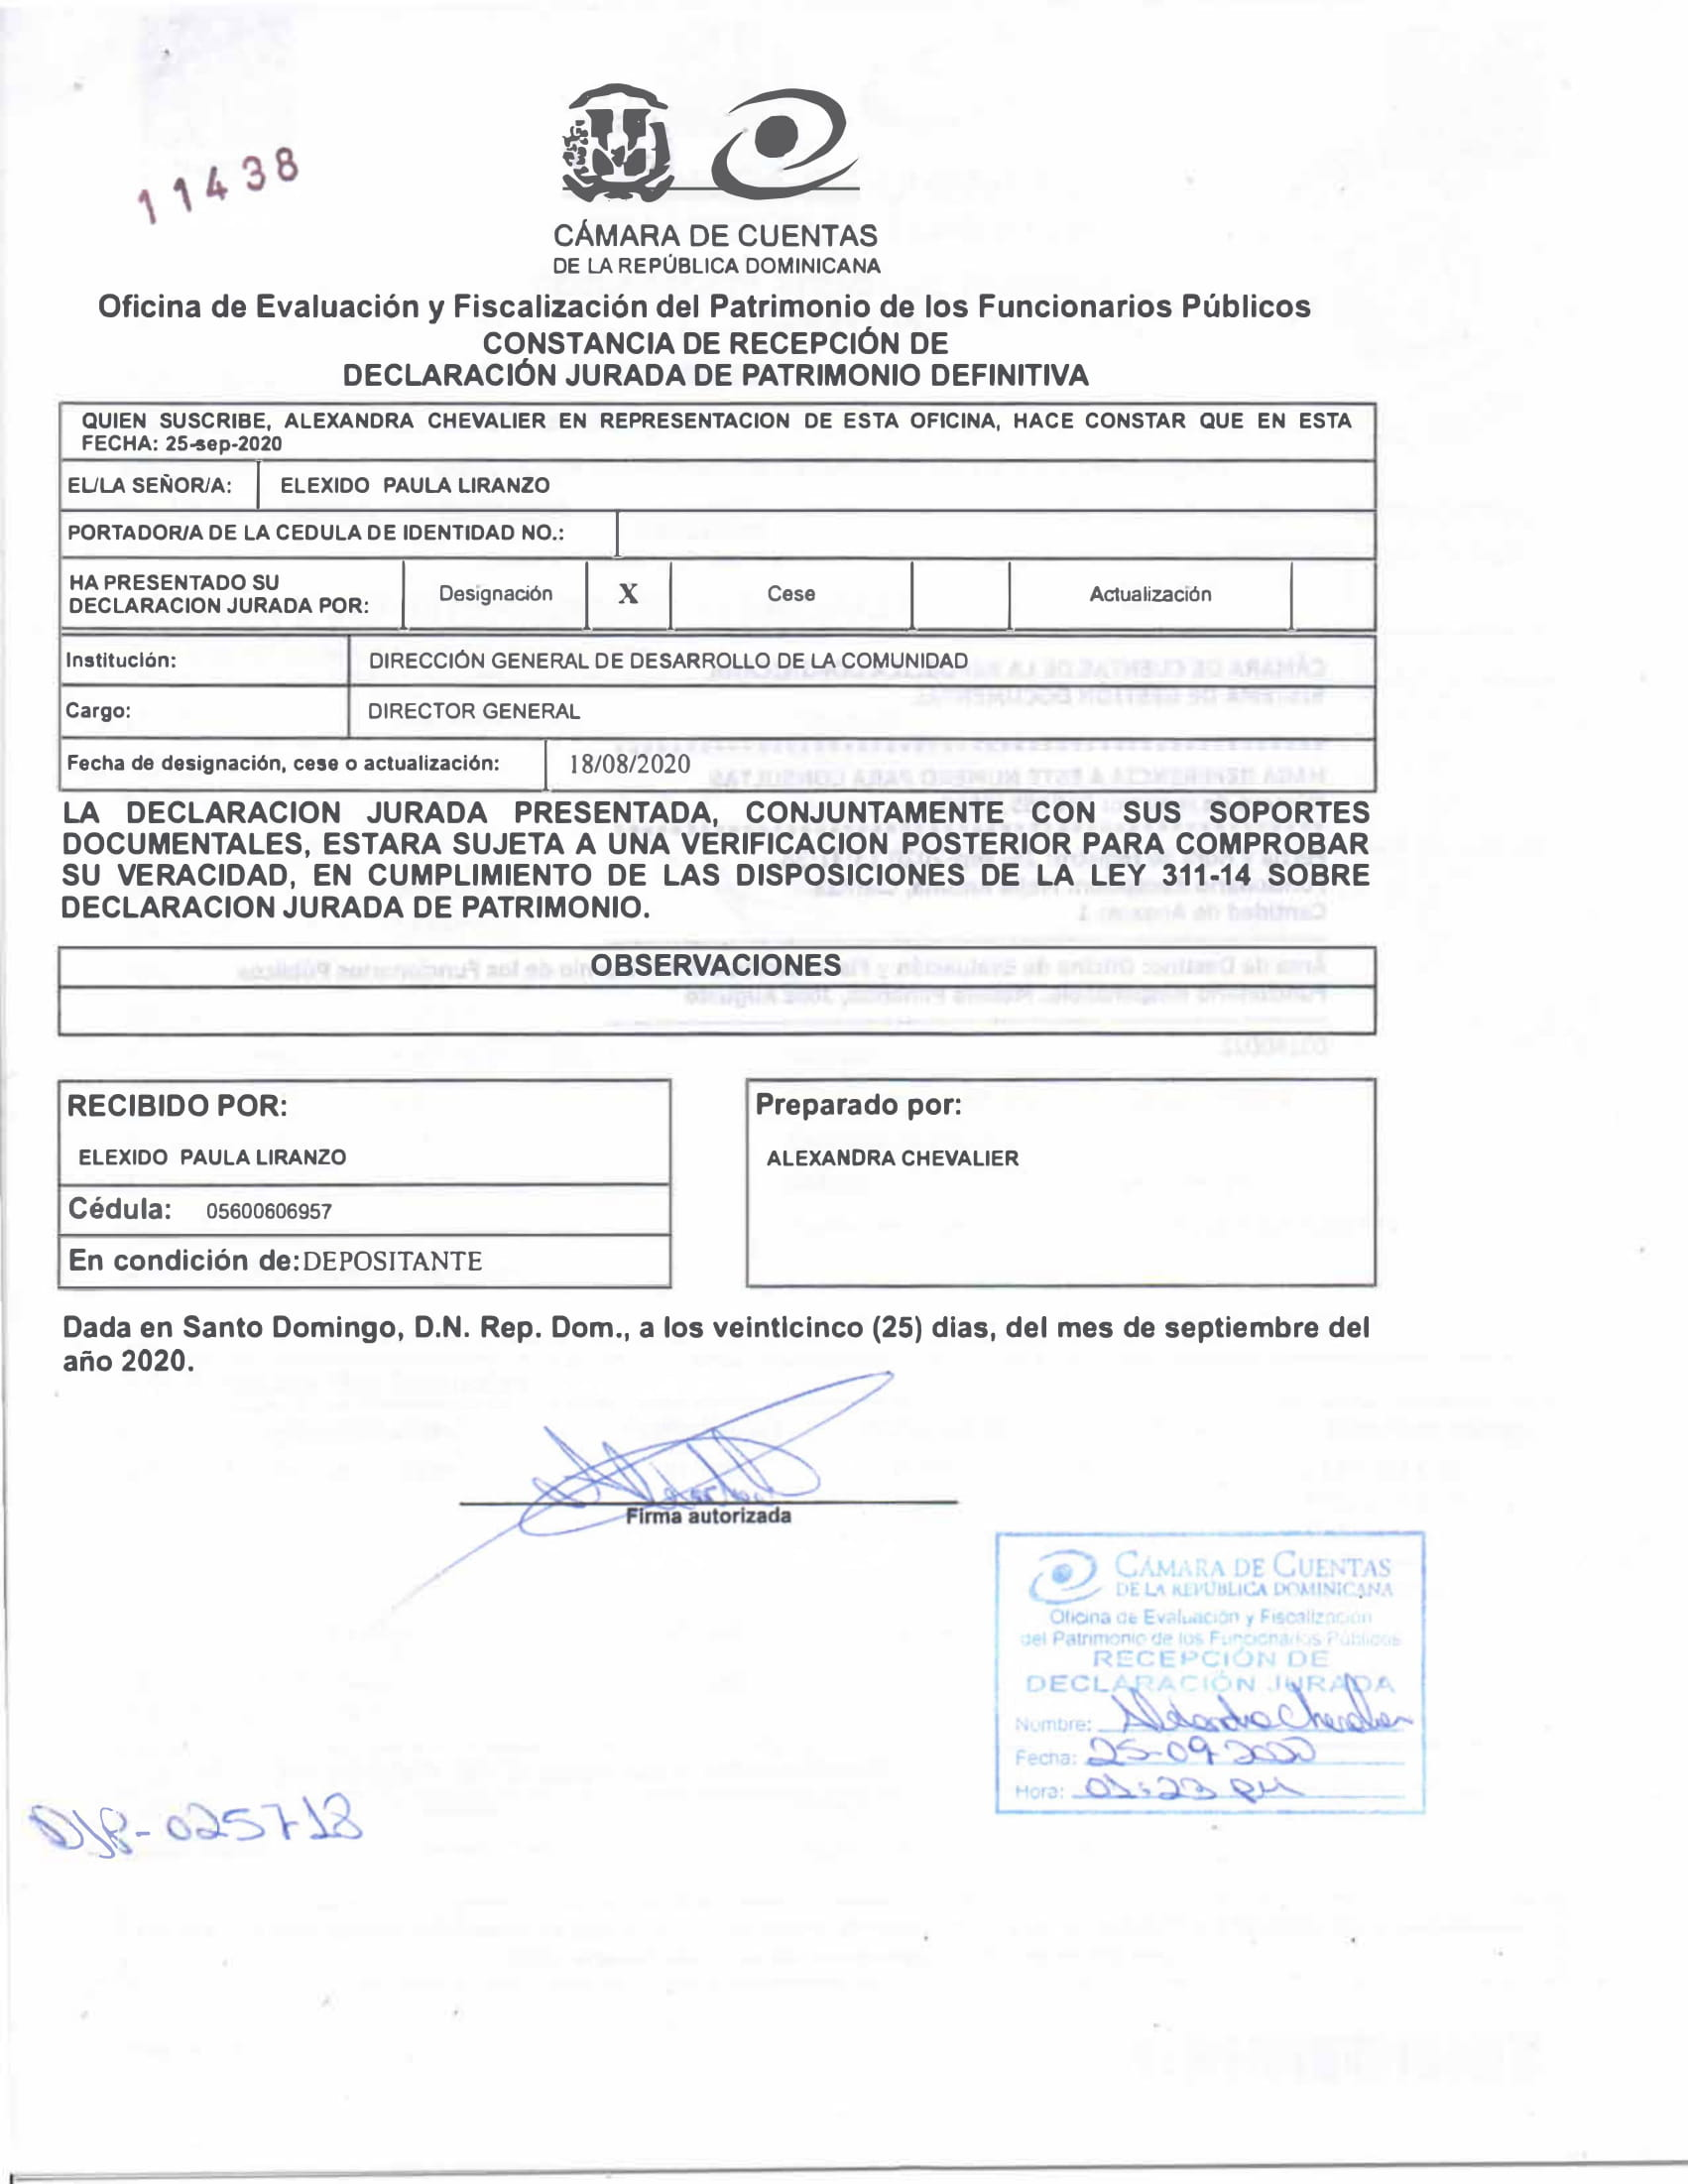 11438
CÁMARA DE CUENTAS
DE LA REPÚBLICA DOMINICANA
Oficina de Evaluación y Fiscalización del Patrimonio de los Funcionarios Públicos
CONSTANCIA DE RECEPCIÓN DE
DECLARACIÓN JURADA DE PATRIMONIO DEFINITIVA
QUIEN SUSCRIBE, ALEXANDRA CHEVALIER EN REPRESENTACION DE ESTA OFICINA, HACE CONSTAR QUE EN ESTA
FECHA: 25-sep-2020
EL/LA SEÑOR/A: ELEXIDO PAULA LIRANZO
PORTADOR/A DE LA CEDULA DE IDENTIDAD NO.:
HA PRESENTADO SU
DECLARACION JURADA POR: Designación X Cese Actualización
Institución: DIRECCIÓN GENERAL DE DESARROLLO DE LA COMUNIDAD
Cargo: DIRECTOR GENERAL
Fecha de designación, cese o actualización: 18/08/2020
LA DECLARACION JURADA PRESENTADA, CONJUNTAMENTE CON SUS SOPORTES
DOCUMENTALES, ESTARA SUJETA A UNA VERIFICACION POSTERIOR PARA COMPROBAR
SU VERACIDAD, EN CUMPLIMIENTO DE LAS DISPOSICIONES DE LA LEY 311-14 SOBRE
DECLARACION JURADA DE PATRIMONIO.
OBSERVACIONES
RECIBIDO POR:
ELEXIDO PAULA LIRANZO
Cédula: 05600606957
En condición de: DEPOSITANTE
Preparado por:
ALEXANDRA CHEVALIER
Dada en Santo Domingo, D.N. Rep. Dom., a los veinticinco (25) dias, del mes de septiembre del
año 2020.
Firma autorizada
CÁMARA DE CUENTAS
DE LA REPÚBLICA DOMINICANA
Oficina de Evaluación y Fiscalización
del Patrimonio de los Funcionarios Públicos
RECEPCIÓN DE
DECLARACIÓN JURADA
Nombre: Alexandra Chevalier
Fecha: 25-09-2020
Hora: 01:23 PM
DJP-025713